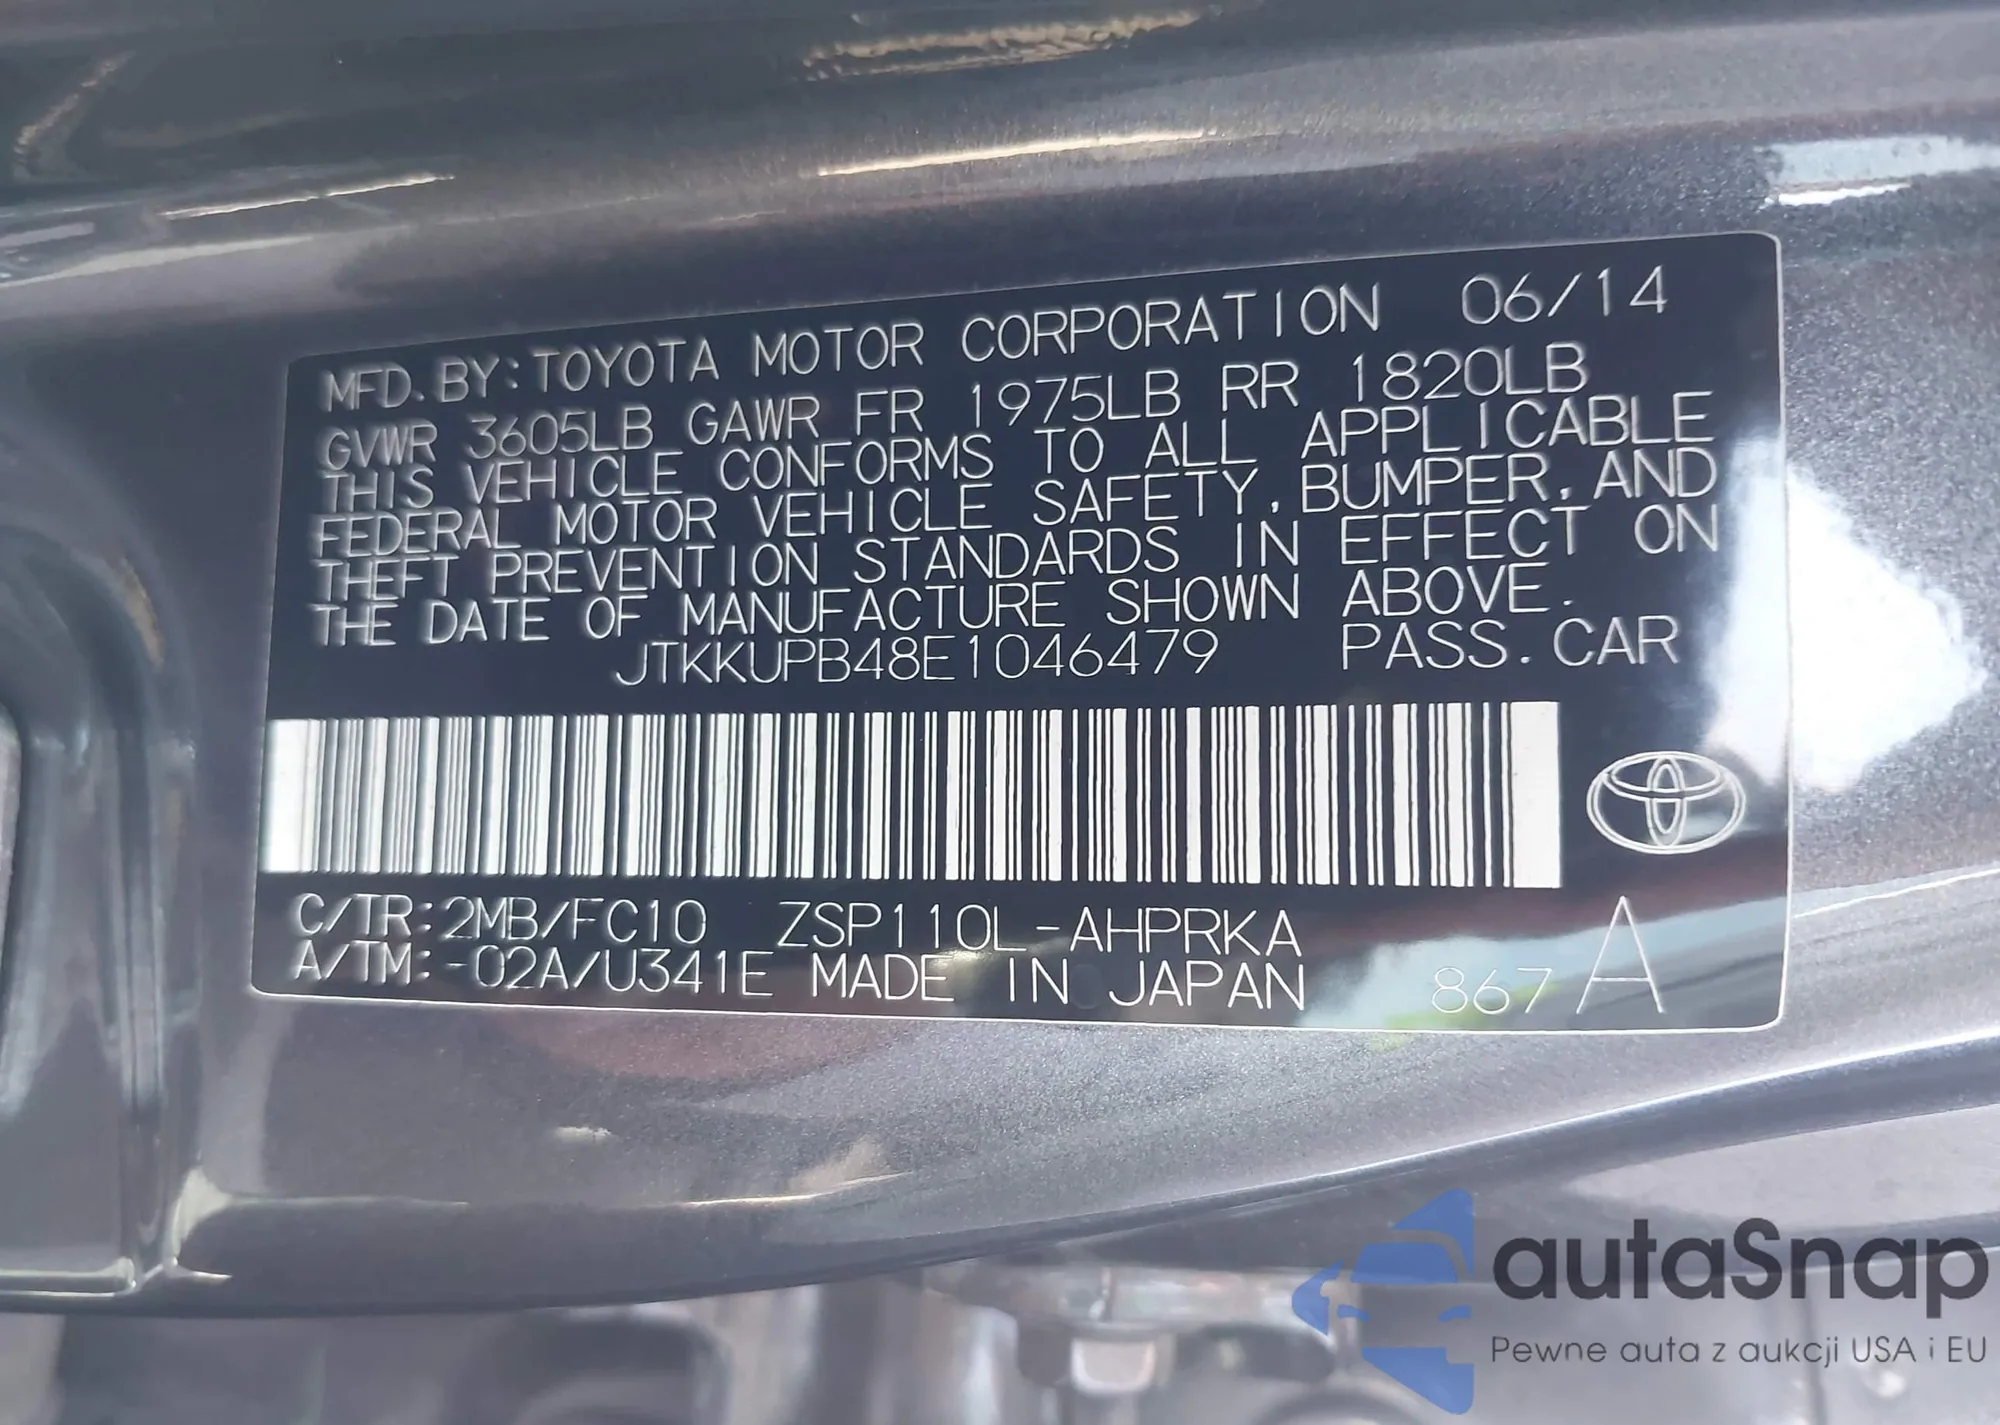 MFD. BY: TOYOTA MOTOR CORPORATION 06/14
GVWR 3605LB GAWR FR 1975LB RR 1820LB
THIS VEHICLE CONFORMS TO ALL APPLICABLE
FEDERAL MOTOR VEHICLE SAFETY, BUMPER, AND
THEFT PREVENTION STANDARDS IN EFFECT ON
THE DATE OF MANUFACTURE SHOWN ABOVE.
JTKKUPB48E1046479 PASS. CAR
C/TR: 2MB/FC10 ZSP110L-AHPRKA
A/TM: -02A/U341E MADE IN JAPAN 867 A
autaSnap
Pewne auta z aukcji USA i EU